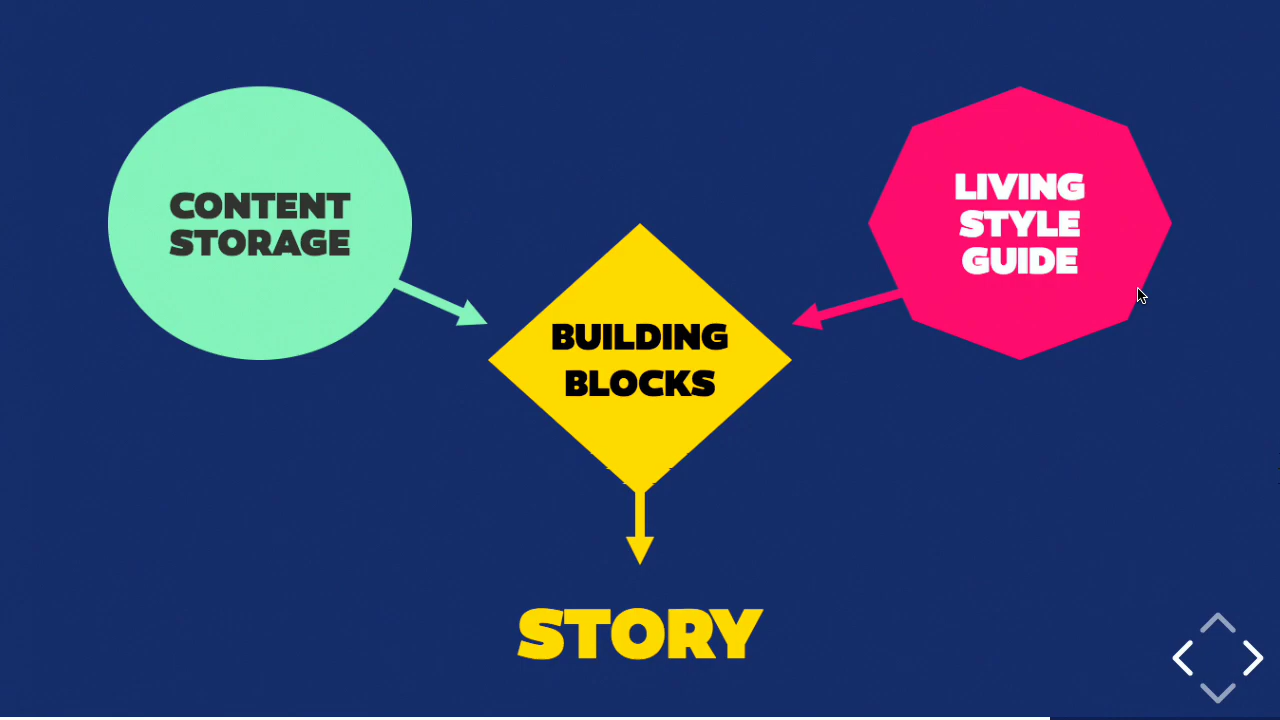 CONTENT
STORAGE
LIVING
STYLE
GUIDE
BUILDING
BLOCKS
STORY